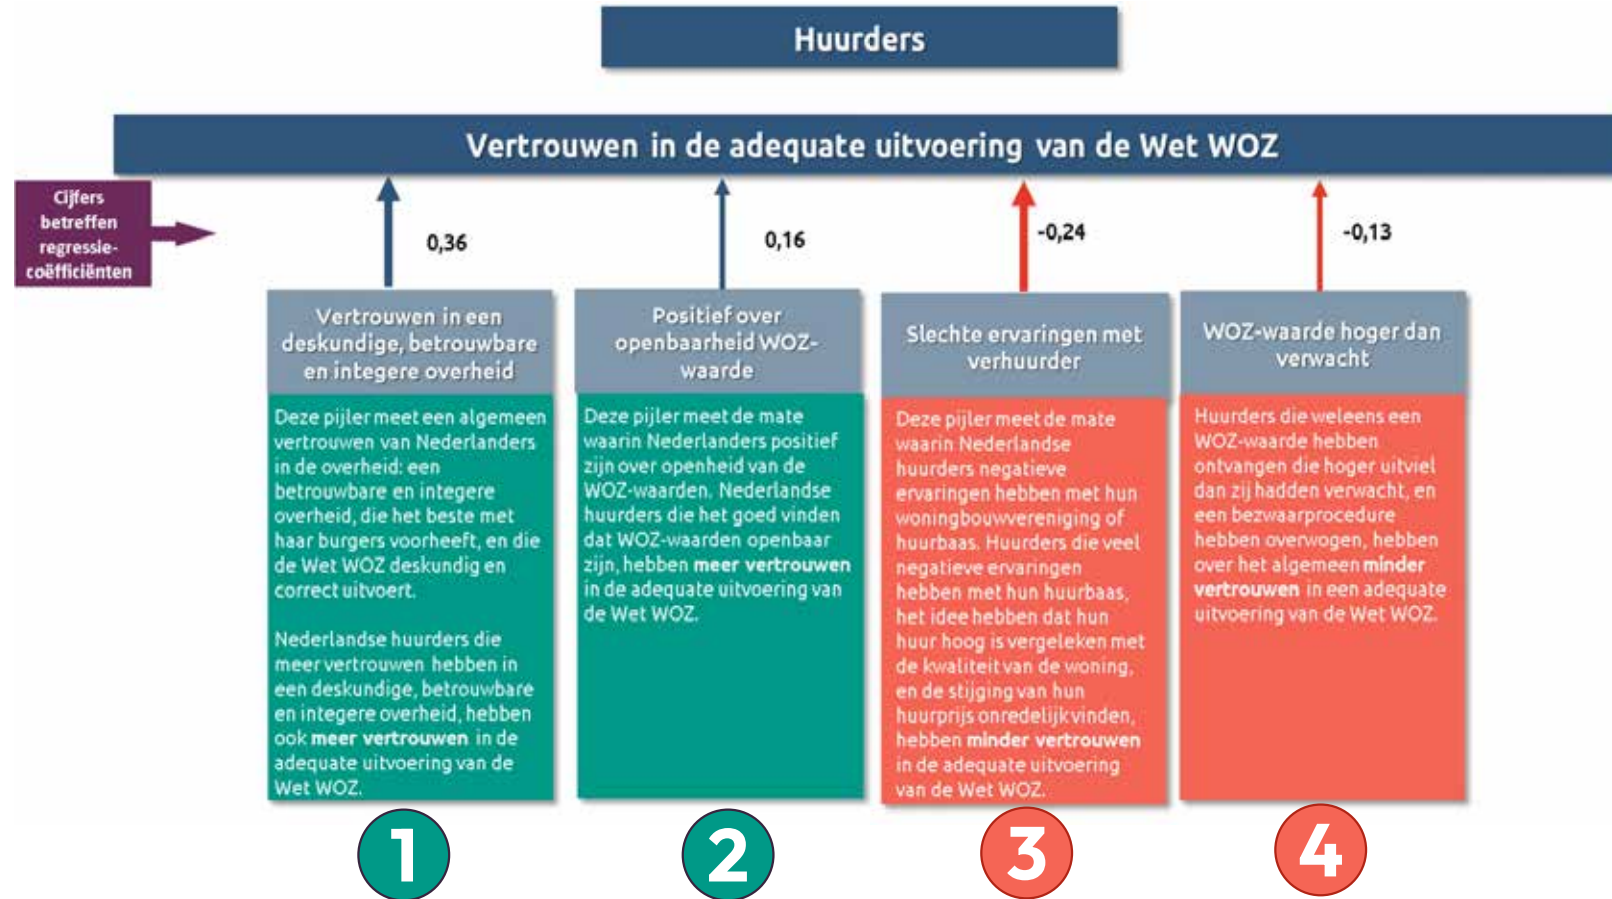 Huurders
Vertrouwen in de adequate uitvoering van de Wet WOZ
Cijfers
betreffen
regressie-
coëfficiënten
0,36
0,16
-0,24
-0,13
Vertrouwen in een
deskundige, betrouwbare
en integere overheid
Deze pijler meet een algemeen
vertrouwen van Nederlanders
in de overheid: een
betrouwbare en integere
overheid, die het beste met
haar burgers voorheeft, en die
de Wet WOZ deskundig en
correct uitvoert.
Nederlandse huurders die
meer vertrouwen hebben in
een deskundige, betrouwbare
en integere overheid, hebben
ook meer vertrouwen in de
adequate uitvoering van de
Wet WOZ.
1
Positief over
openbaarheid WOZ-
waarde
Deze pijler meet de mate
waarin Nederlanders positief
zijn over openheid van de
WOZ-waarden. Nederlandse
huurders die het goed vinden
dat WOZ-waarden openbaar
zijn, hebben meer vertrouwen
in de adequate uitvoering van
de Wet WOZ.
2
Slechte ervaringen met
verhuurder
Deze pijler meet de mate
waarin Nederlandse
huurders negatieve
ervaringen hebben met hun
woningbouwvereniging of
huurbaas. Huurders die veel
negatieve ervaringen
hebben met hun huurbaas,
het idee hebben dat hun
huur hoog is vergeleken met
de kwaliteit van de woning,
en de stijging van hun
huurprijs onredelijk vinden,
hebben minder vertrouwen
in de adequate uitvoering
van de Wet WOZ.
3
WOZ-waarde hoger dan
verwacht
Huurders die weleens een
WOZ-waarde hebben
ontvangen die hoger uitviel
dan zij hadden verwacht, en
een bezwaarprocedure
hebben overwogen, hebben
over het algemeen minder
vertrouwen in een adequate
uitvoering van de Wet WOZ.
4